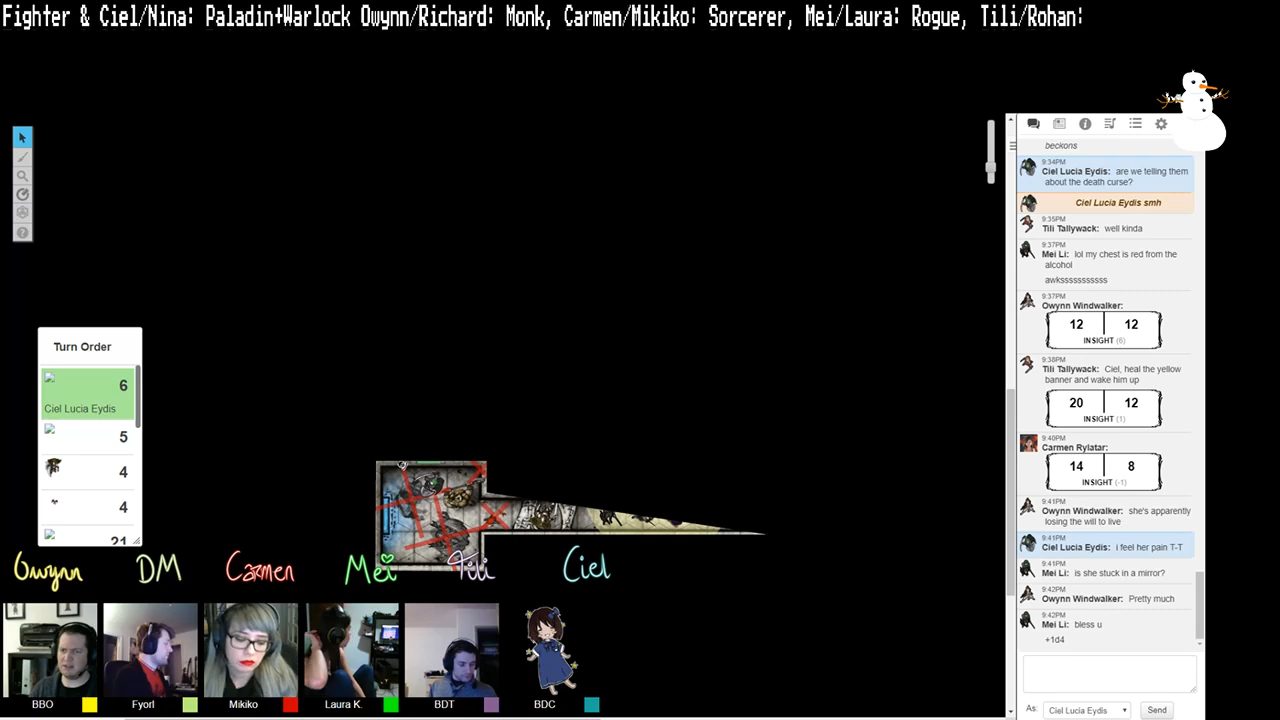 Fighter & Ciel/Nina: Paladin+Warlock Owynn/Richard: Monk, Carmen/Mikiko: Sorcerer, Mei/Laura: Rogue, Tili/Rohan:
beckons
9:34PM
Ciel Lucia Eydis: are we telling them
about the death curse?
Ciel Lucia Eydis smh
9:35PM
Tili Tallywack: well kinda
9:37PM
Mei Li: lol my chest is red from the
alcohol
awkssssssssss
9:37PM
Owynn Windwalker:
12 12
INSIGHT (6)
9:38PM
Tili Tallywack: Ciel, heal the yellow
banner and wake him up
20 12
INSIGHT (1)
9:40PM
Carmen Rylatar:
14 8
INSIGHT (-1)
9:41PM
Owynn Windwalker: she's apparently
losing the will to live
9:41PM
Ciel Lucia Eydis: i feel her pain T-T
9:41PM
Mei Li: is she stuck in a mirror?
9:42PM
Owynn Windwalker: Pretty much
9:42PM
Mei Li: bless u
+1d4
As: Ciel Lucia Eydis Send
Turn Order
6
Ciel Lucia Eydis
5
4
4
21
Owynn DM Carmen Mei Tili Ciel
BBO Fyorl Mikiko Laura K. BDT BDC